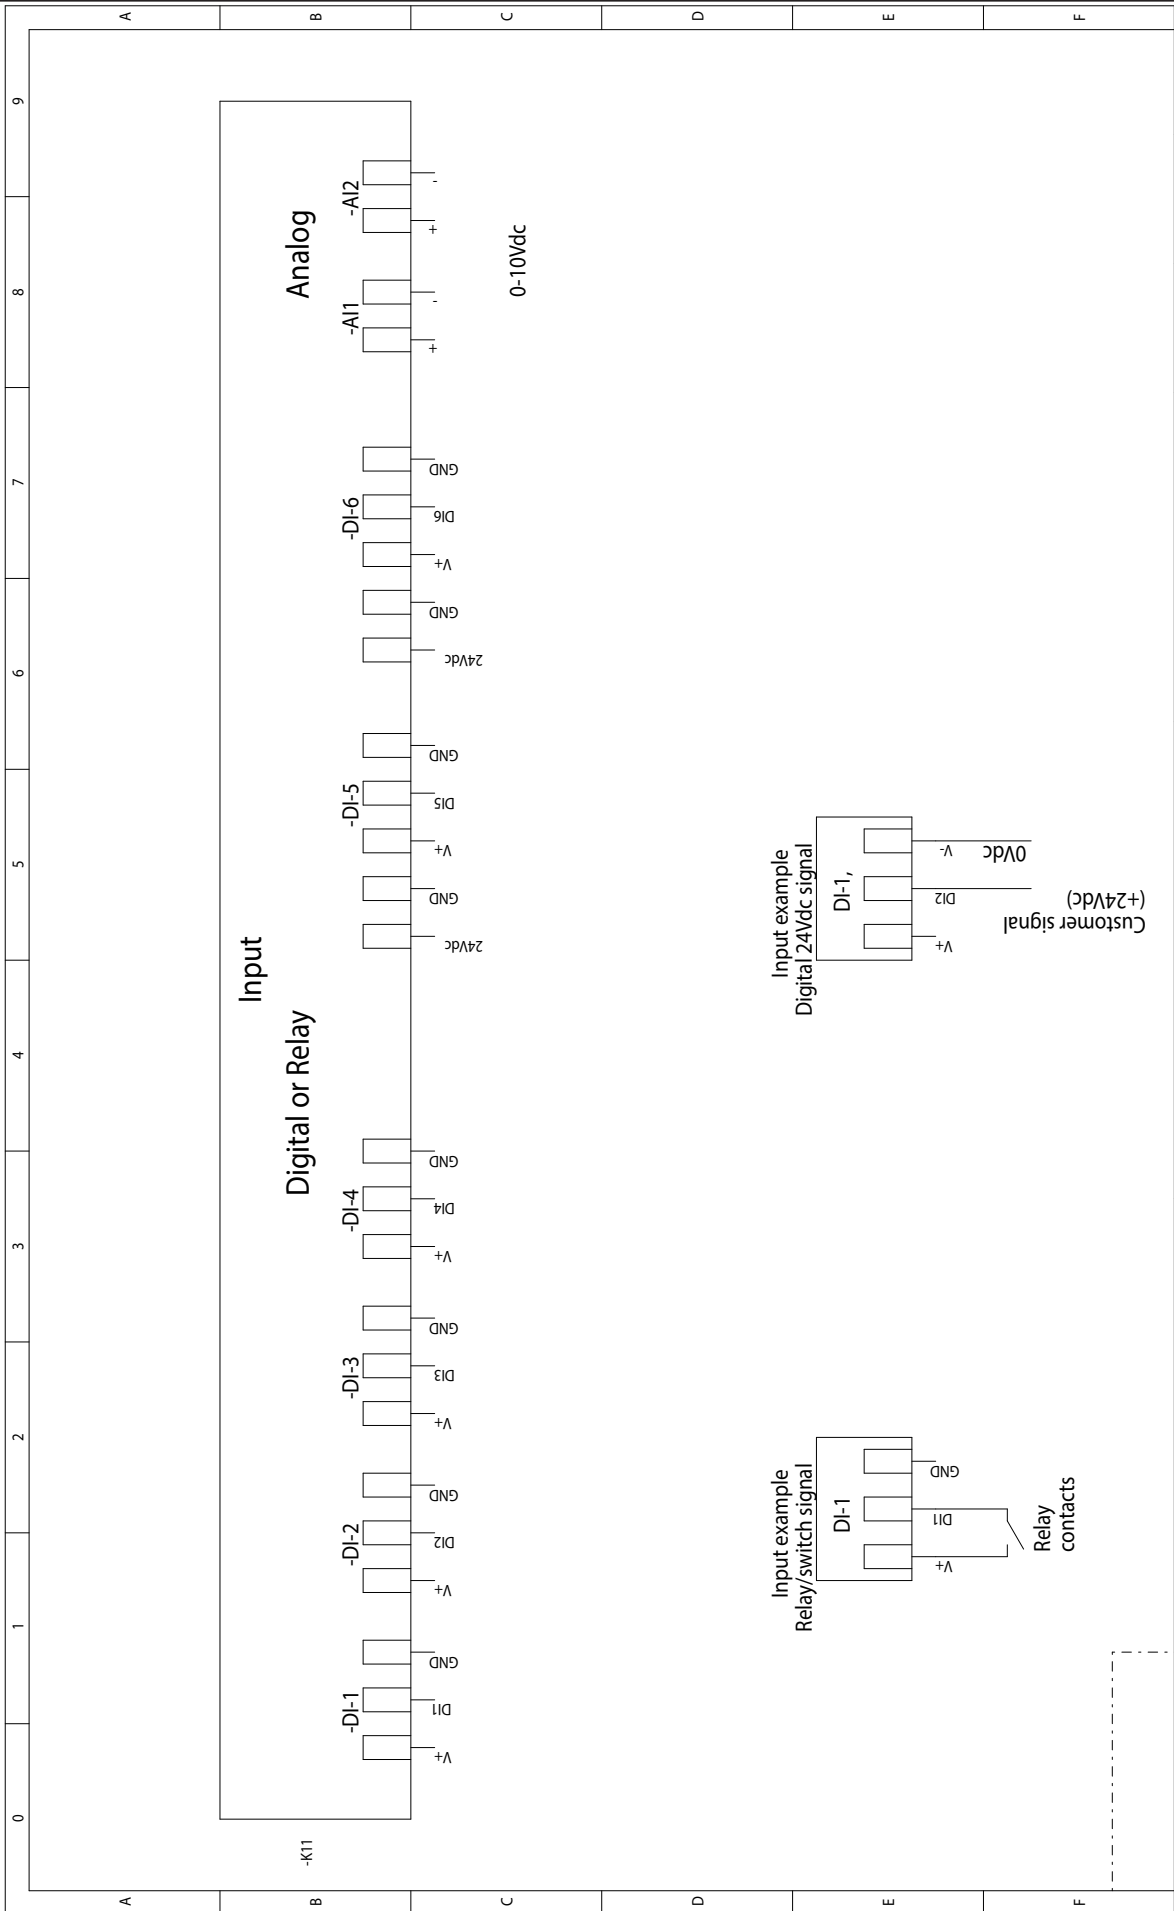 0
1
2
3
4
5
6
7
8
9
A
B
C
D
E
F
A
B
C
D
E
F
-K11
Input
Digital or Relay
Analog
-DI-1
-DI-2
-DI-3
-DI-4
-DI-5
-DI-6
-AI1
-AI2
V+
DI1
GND
V+
DI2
GND
V+
DI3
GND
V+
DI4
GND
24Vdc
GND
V+
DI5
GND
24Vdc
GND
V+
DI6
GND
+
-
+
-
0-10Vdc
Input example
Relay/switch signal
DI-1
V+
DI1
GND
Relay
contacts
Input example
Digital 24Vdc signal
DI-1,
V+
DI2
V-
0Vdc
Customer signal
(+24Vdc)